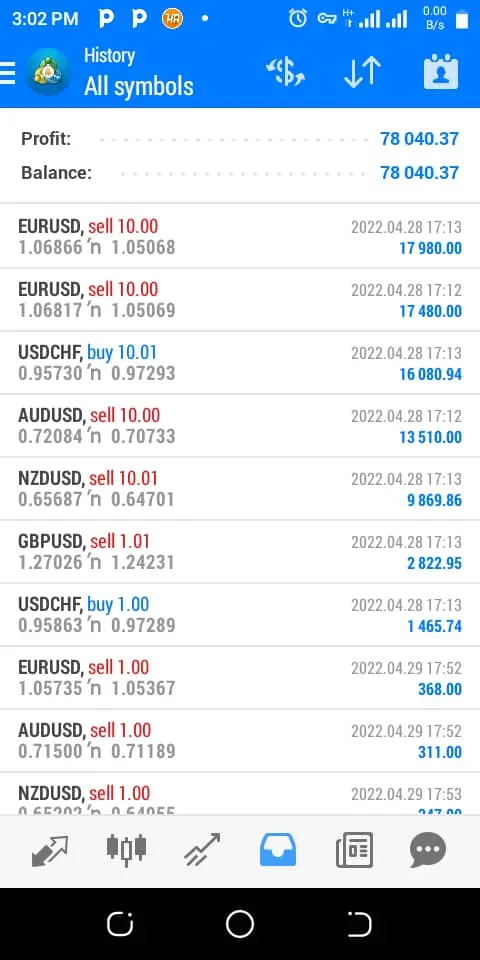 3:02 PM
H+
0.00
B/s
History
All symbols
Profit: 78 040.37
Balance: 78 040.37
EURUSD, sell 10.00 2022.04.28 17:13
1.06866 ′n 1.05068 17 980.00
EURUSD, sell 10.00 2022.04.28 17:12
1.06817 ′n 1.05069 17 480.00
USDCHF, buy 10.01 2022.04.28 17:13
0.95730 ′n 0.97293 16 080.94
AUDUSD, sell 10.00 2022.04.28 17:12
0.72084 ′n 0.70733 13 510.00
NZDUSD, sell 10.01 2022.04.28 17:13
0.65687 ′n 0.64701 9 869.86
GBPUSD, sell 1.01 2022.04.28 17:13
1.27026 ′n 1.24231 2 822.95
USDCHF, buy 1.00 2022.04.28 17:13
0.95863 ′n 0.97289 1 465.74
EURUSD, sell 1.00 2022.04.29 17:52
1.05735 ′n 1.05367 368.00
AUDUSD, sell 1.00 2022.04.29 17:52
0.71500 ′n 0.71189 311.00
NZDUSD, sell 1.00 2022.04.29 17:53